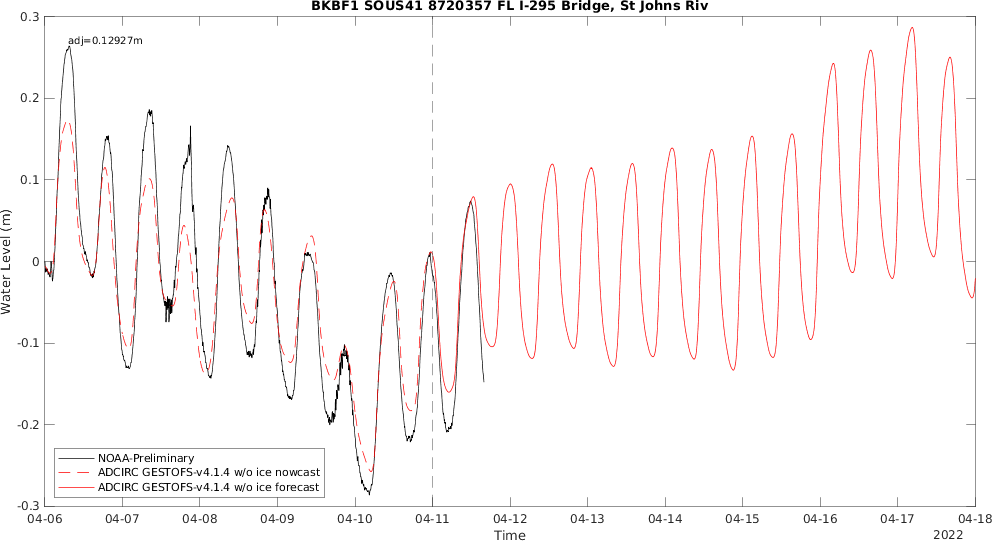 BKBF1 SOUS41 8720357 FL I-295 Bridge, St Johns Riv
adj=0.12927m
0.3
0.2
0.1
0
-0.1
-0.2
-0.3
Water Level (m)
NOAA-Preliminary
ADCIRC GESTOFS-v4.1.4 w/o ice nowcast
ADCIRC GESTOFS-v4.1.4 w/o ice forecast
04-06 04-07 04-08 04-09 04-10 04-11 04-12 04-13 04-14 04-15 04-16 04-17 04-18
Time
2022